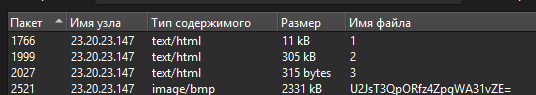 Пакет Имя узла Тип содержимого Размер Имя файла
1766 23.20.23.147 text/html 11 kB 1
1999 23.20.23.147 text/html 305 kB 2
2027 23.20.23.147 text/html 315 bytes 3
2521 23.20.23.147 image/bmp 2331 kB U2JsT3QpORfz4ZpqWA31vZE=